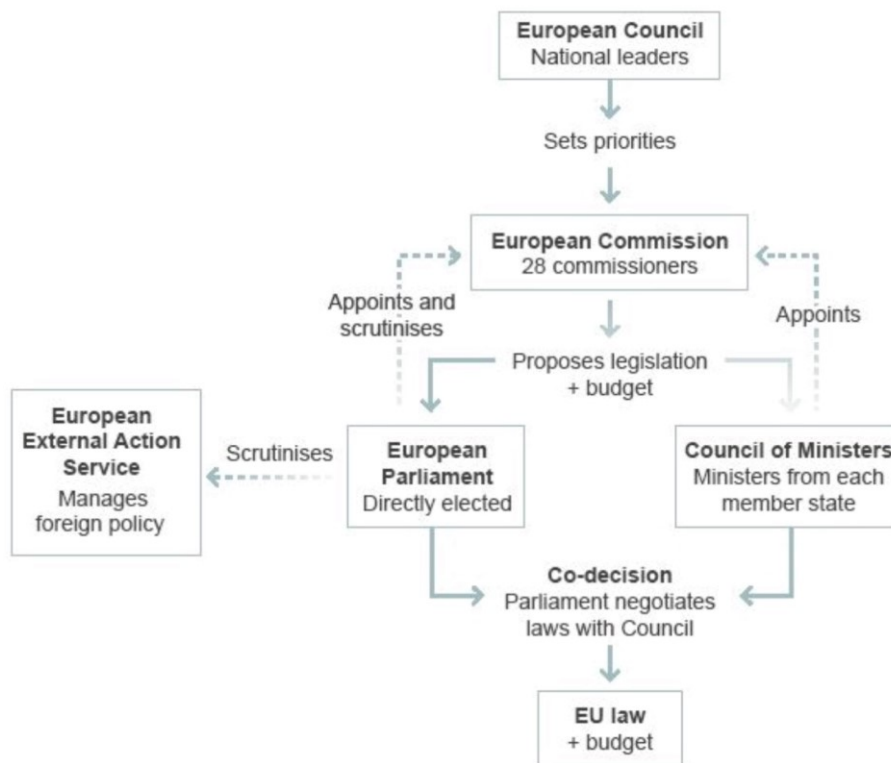 European Council
National leaders
Sets priorities
European Commission
28 commissioners
Appoints and
scrutinises
Appoints
Proposes legislation
+ budget
European
External Action
Service
Manages
foreign policy
Scrutinises
European
Parliament
Directly elected
Council of Ministers
Ministers from each
member state
Co-decision
Parliament negotiates
laws with Council
EU law
+ budget